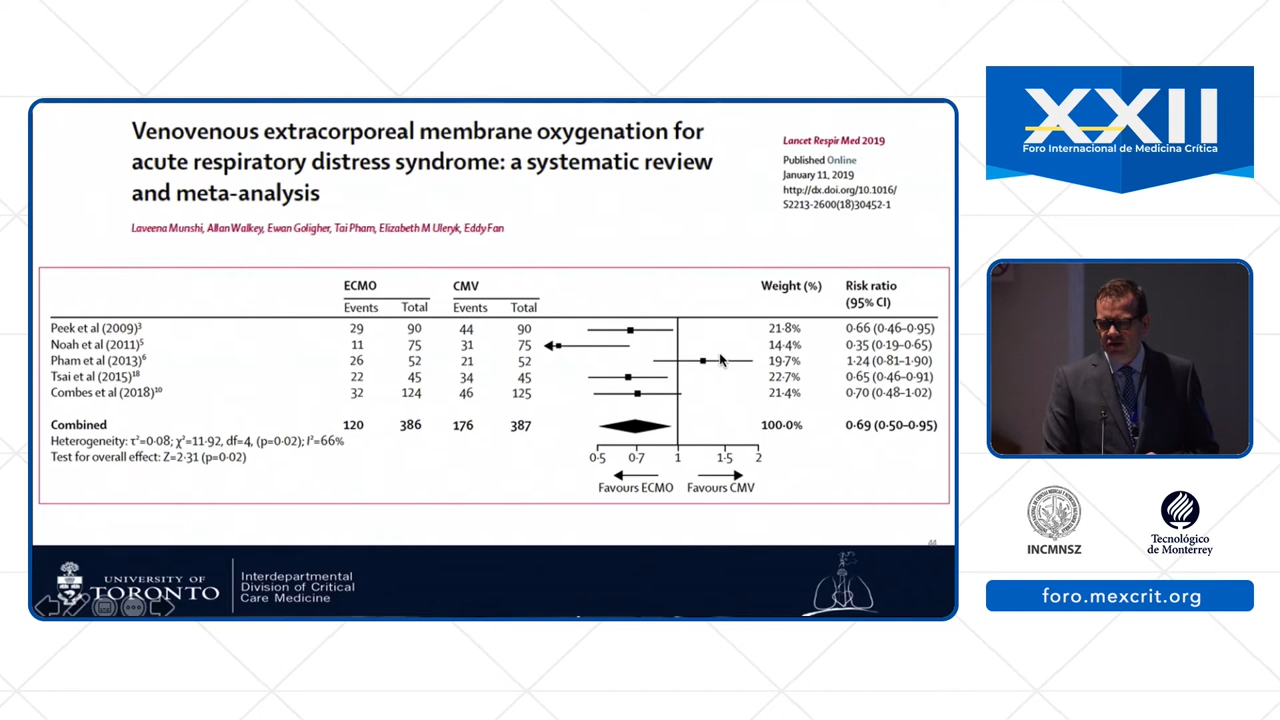 Venovenous extracorporeal membrane oxygenation for
acute respiratory distress syndrome: a systematic review
and meta-analysis
Laveena Munshi, Allan Walkey, Ewan Goligher, Tai Pham, Elizabeth M Uleryk, Eddy Fan
Lancet Respir Med 2019
Published Online
January 11, 2019
http://dx.doi.org/10.1016/
S2213-2600(18)30452-1
ECMO CMV Weight (%) Risk ratio
(95% CI)
Events Total Events Total
Peek et al (2009)³ 29 90 44 90 21·8% 0·66 (0·46–0·95)
Noah et al (2011)⁵ 11 75 31 75 14·4% 0·35 (0·19–0·65)
Pham et al (2013)⁶ 26 52 21 52 19·7% 1·24 (0·81–1·90)
Tsai et al (2015)¹⁸ 22 45 34 45 22·7% 0·65 (0·46–0·91)
Combes et al (2018)¹⁰ 32 124 46 125 21·4% 0·70 (0·48–1·02)
Combined 120 386 176 387 100·0% 0·69 (0·50–0·95)
Heterogeneity: τ²=0·08; χ²=11·92, df=4, (p=0·02); I²=66%
Test for overall effect: Z=2·31 (p=0·02)
0·5 0·7 1 1·5 2
Favours ECMO Favours CMV
44
UNIVERSITY OF
TORONTO
Interdepartmental
Division of Critical
Care Medicine
XXII
Foro Internacional de Medicina Crítica
INCMNSZ
Tecnológico
de Monterrey
foro.mexcrit.org